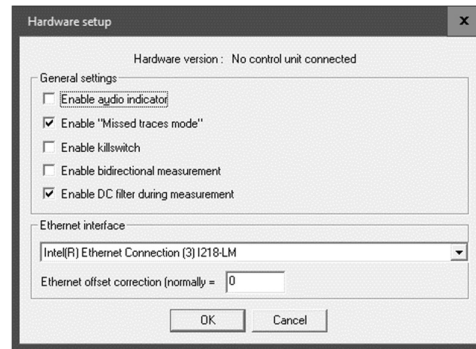 Hardware setup
x
Hardware version : No control unit connected
General settings
Enable audio indicator
Enable "Missed traces mode"
Enable killswitch
Enable bidirectional measurement
Enable DC filter during measurement
Ethernet interface
Intel(R) Ethernet Connection (3) I218-LM
Ethernet offset correction (normally = 0
OK Cancel